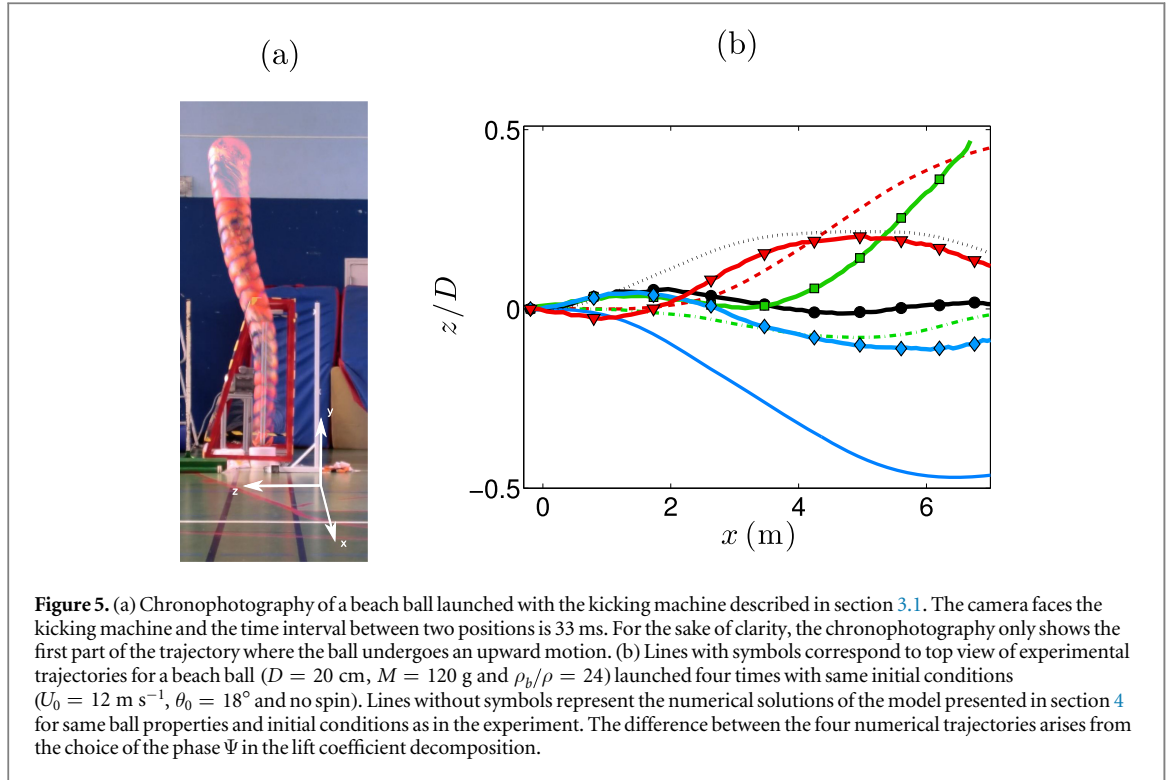 (a)
(b)
y
z
x
0.5
0
−0.5
z/D
0 2 4 6
x (m)
Figure 5. (a) Chronophotography of a beach ball launched with the kicking machine described in section 3.1. The camera faces the
kicking machine and the time interval between two positions is 33 ms. For the sake of clarity, the chronophotography only shows the
first part of the trajectory where the ball undergoes an upward motion. (b) Lines with symbols correspond to top view of experimental
trajectories for a beach ball (D = 20 cm, M = 120 g and ρb/ρ = 24) launched four times with same initial conditions
(U0 = 12 m s−1, θ0 = 18° and no spin). Lines without symbols represent the numerical solutions of the model presented in section 4
for same ball properties and initial conditions as in the experiment. The difference between the four numerical trajectories arises from
the choice of the phase Ψ in the lift coefficient decomposition.